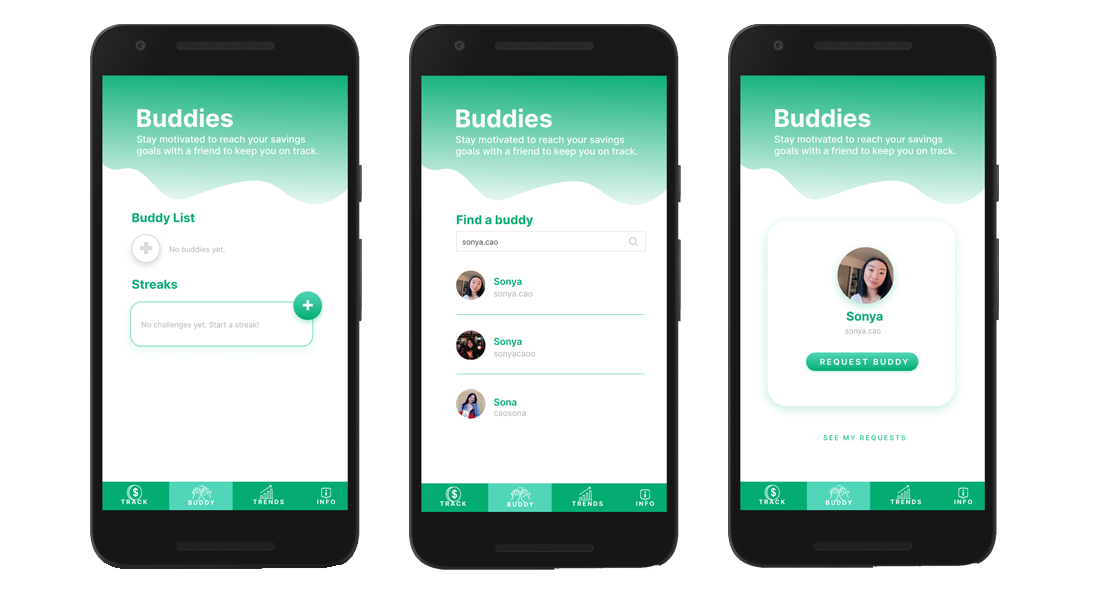 Buddies
Stay motivated to reach your savings
goals with a friend to keep you on track.
Buddy List
No buddies yet.
Streaks
No challenges yet. Start a streak!
TRACK
BUDDY
TRENDS
INFO
Buddies
Stay motivated to reach your savings
goals with a friend to keep you on track.
Find a buddy
sonya.cao
Sonya
sonya.cao
Sonya
sonyacaoo
Sona
caosona
TRACK
BUDDY
TRENDS
INFO
Buddies
Stay motivated to reach your savings
goals with a friend to keep you on track.
Sonya
sonya.cao
REQUEST BUDDY
SEE MY REQUESTS
TRACK
BUDDY
TRENDS
INFO